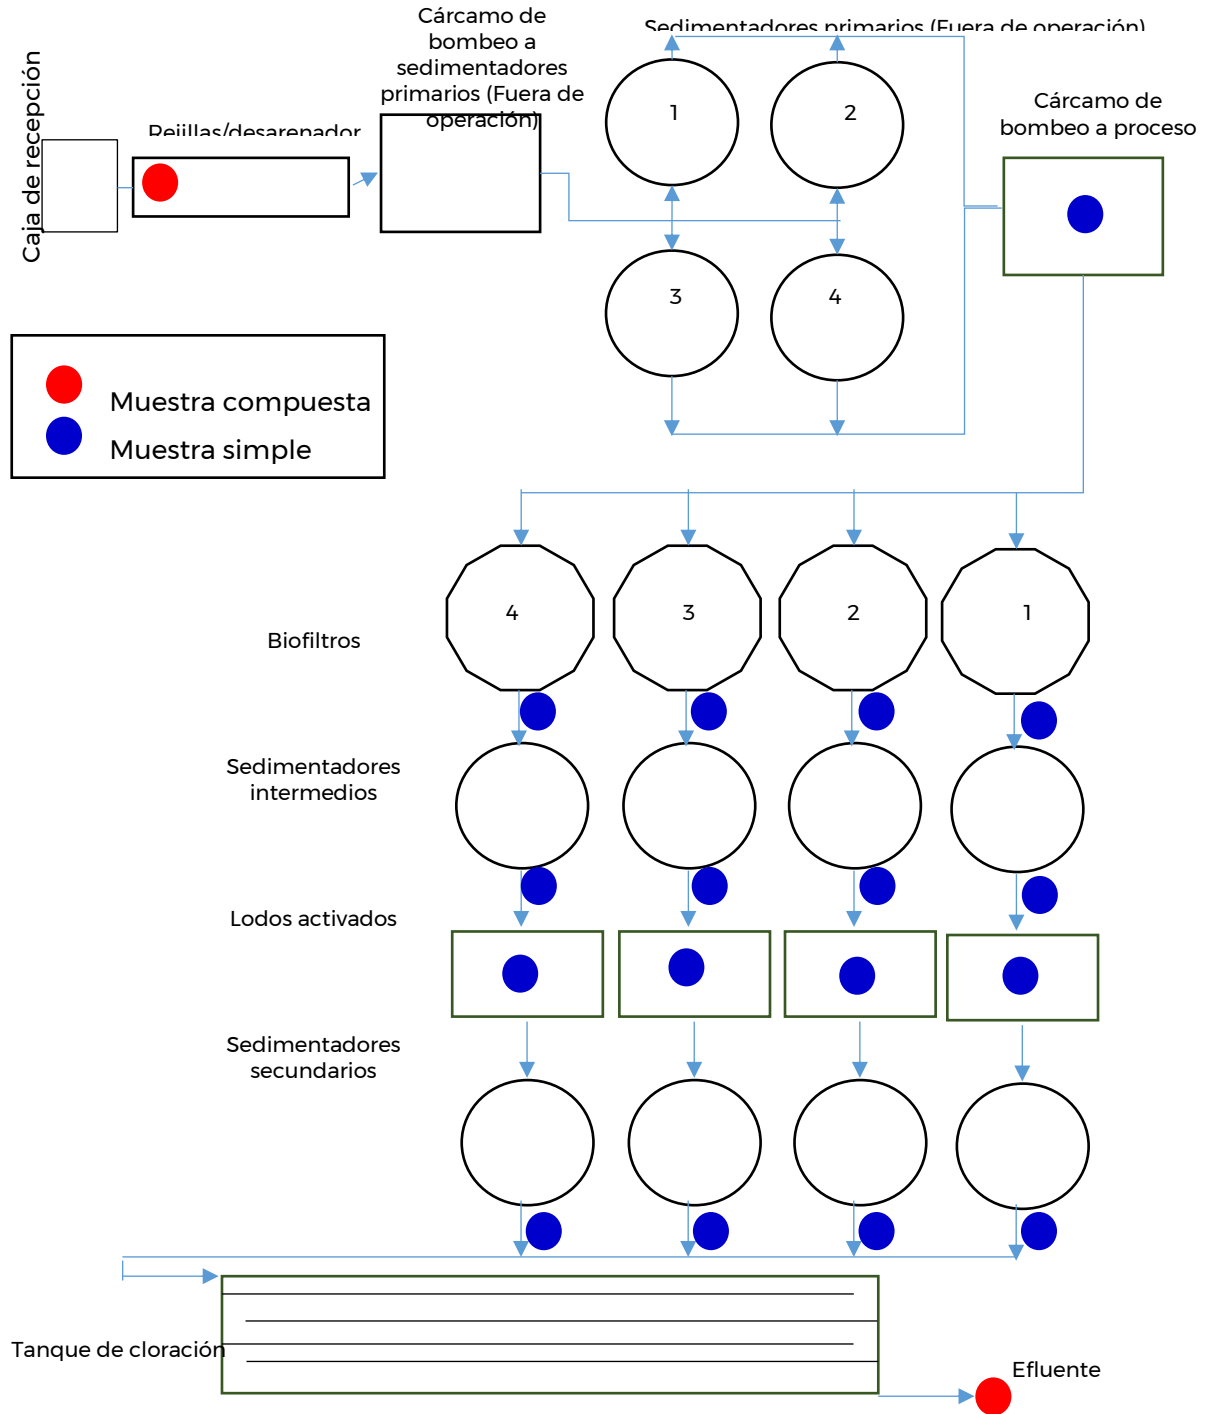 Cárcamo de
bombeo a
sedimentadores
primarios (Fuera de
operación)
Sedimentadores primarios (Fuera de operación)
Caja de recepción
Rejillas/desarenador
1
2
Cárcamo de
bombeo a proceso
3
4
Muestra compuesta
Muestra simple
Biofiltros
4
3
2
1
Sedimentadores
intermedios
Lodos activados
Sedimentadores
secundarios
Tanque de cloración
Efluente